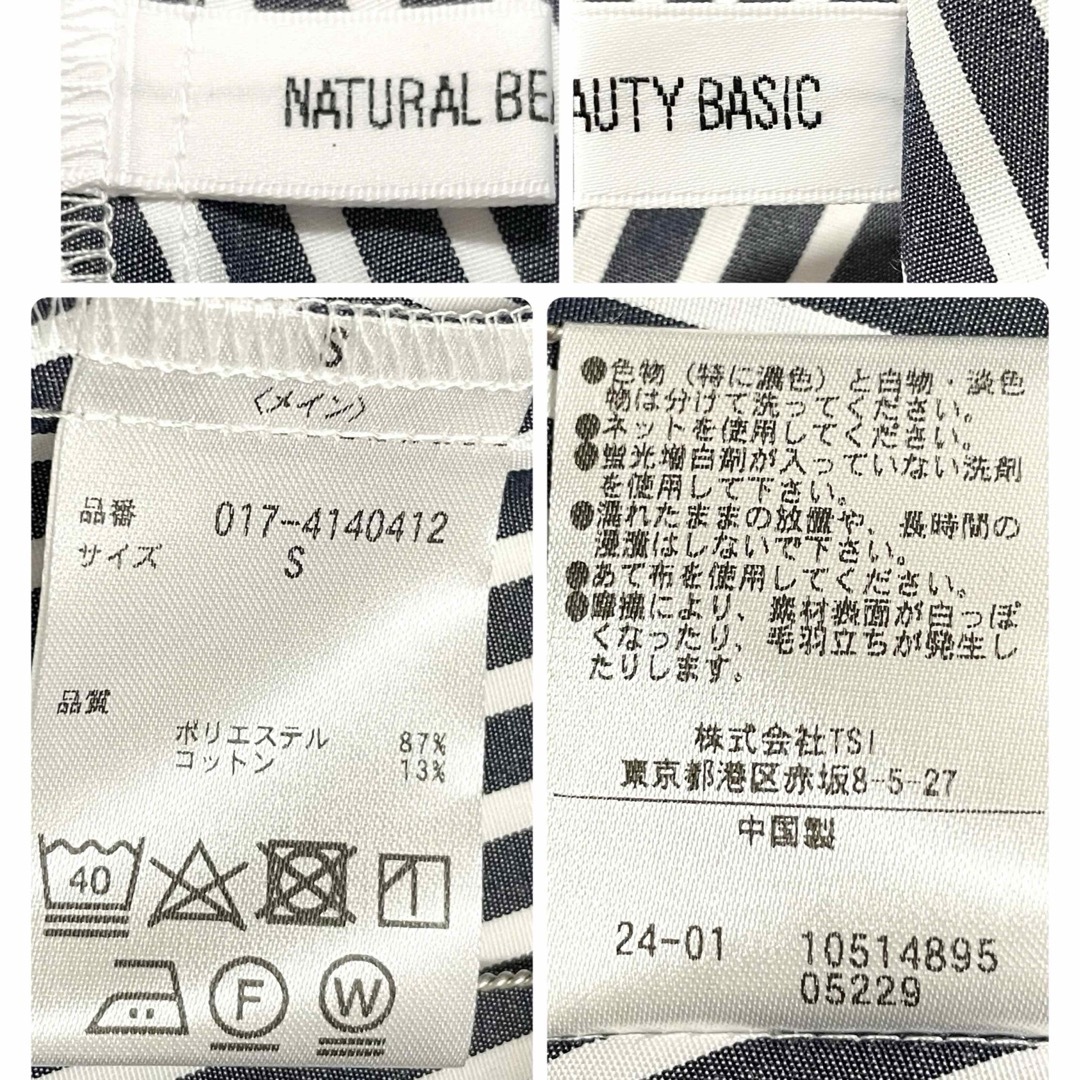 NATURAL BE
AUTY BASIC
S
〈メイン〉
品番 017-4140412
サイズ S
品質
ポリエステル 87%
コットン 13%
40
F
W
●色物（特に濃色）と白物・淡色
物は分けて洗ってください。
●ネットを使用してください。
●蛍光増白剤が入っていない洗剤
を使用して下さい。
●濡れたままの放置や、長時間の
浸漬はしないで下さい。
●あて布を使用してください。
●摩擦により、素材表面が白っぽ
くなったり、毛羽立ちが発生し
たりします。
株式会社TSI
東京都港区赤坂8-5-27
中国製
24-01 10514895
05229